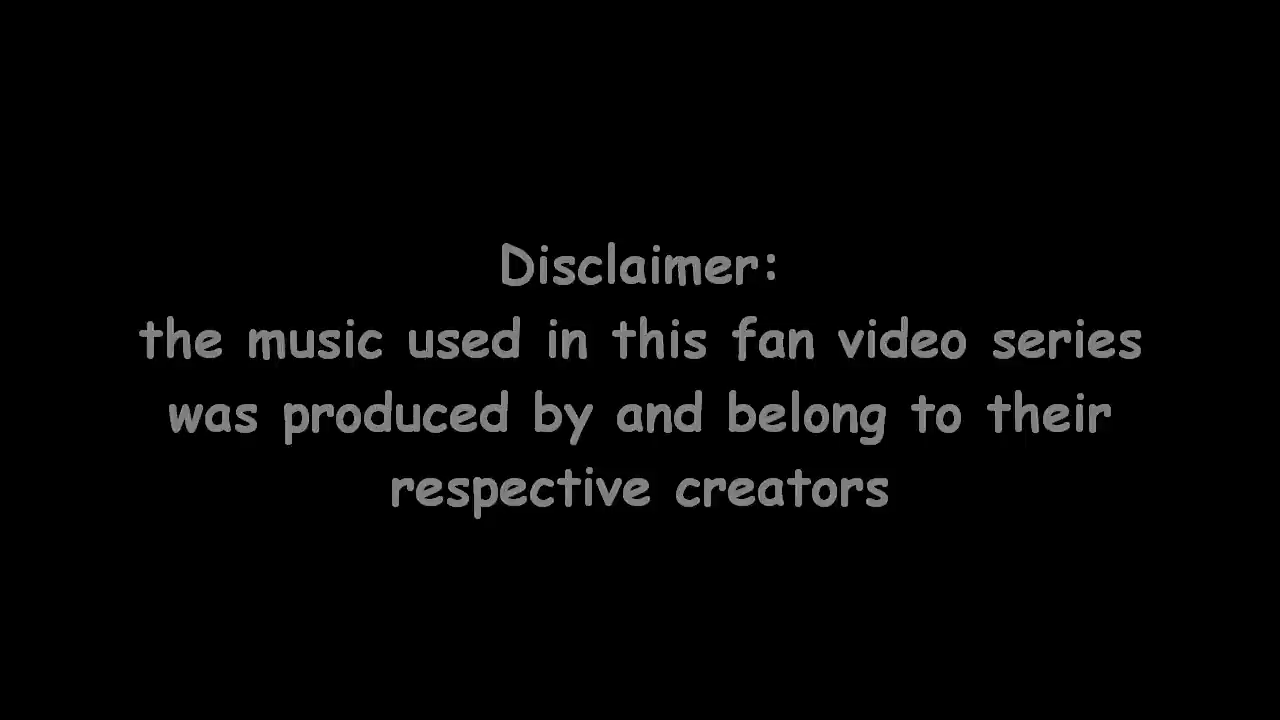 Disclaimer:
the music used in this fan video series
was produced by and belong to their
respective creators